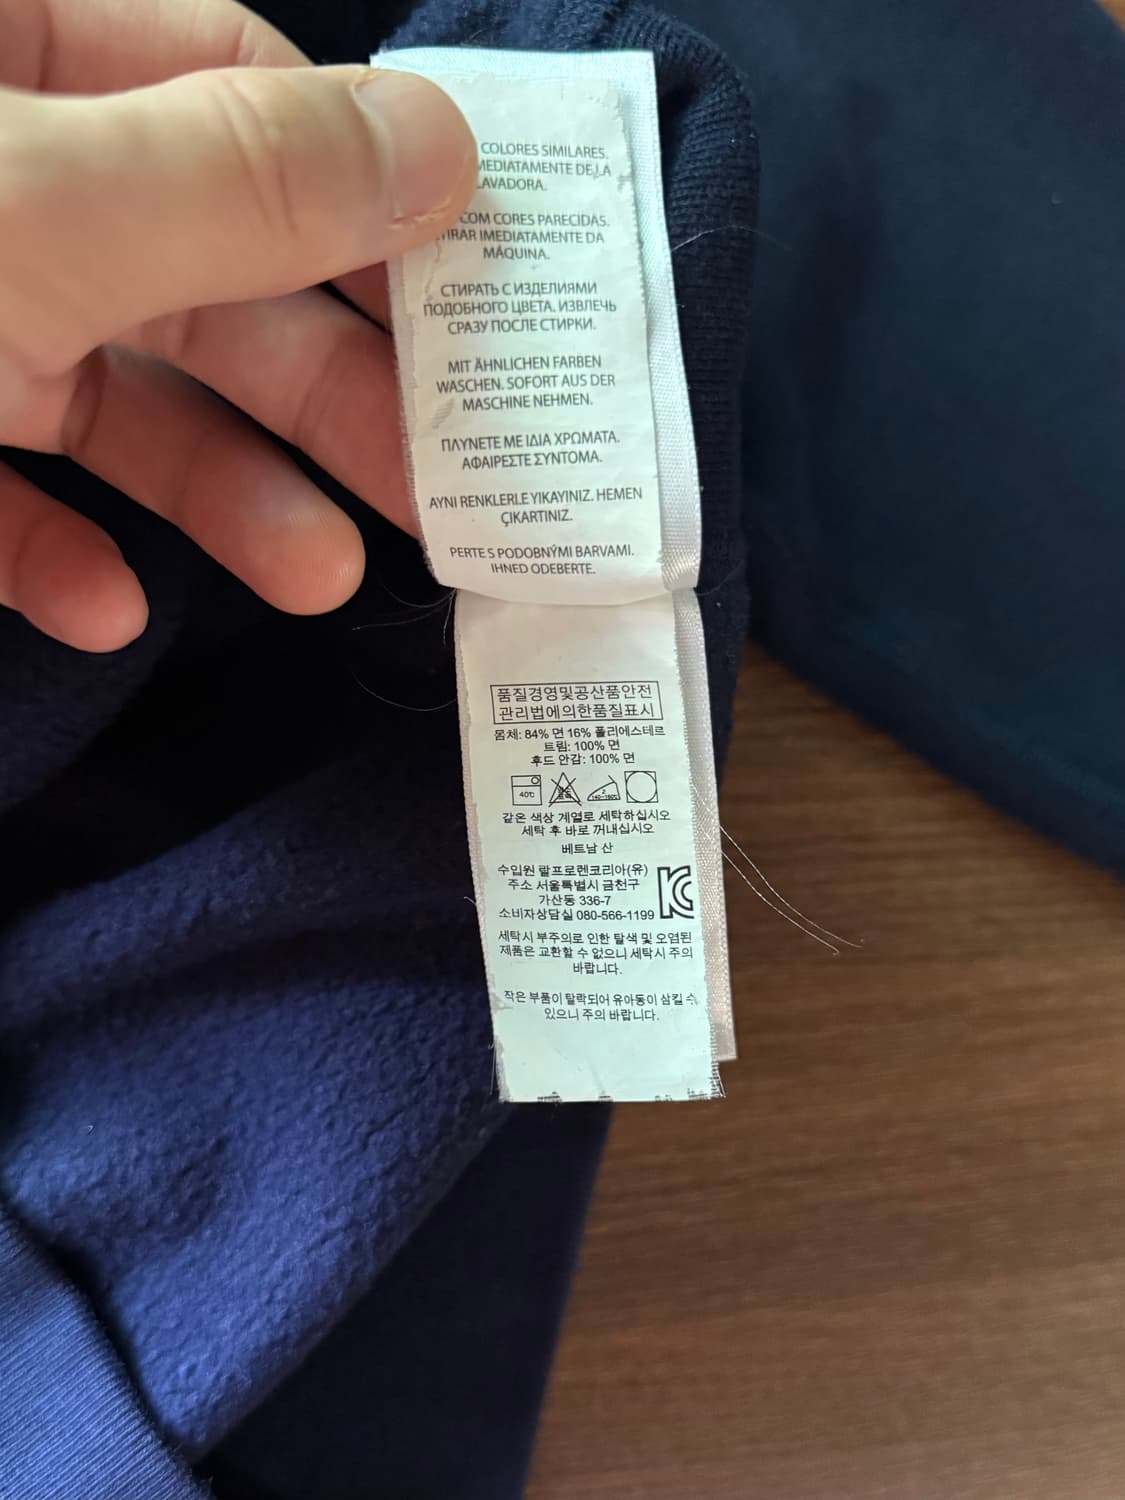 COLORES SIMILARES.
DE LA
LAVADORA.
COM CORES PARECIDAS.
IMEDIATAMENTE DA
MÁQUINA.
СТИРАТЬ С ИЗДЕЛИЯМИ
ПОДОБНОГО ЦВЕТА. ИЗВЛЕЧЬ
СРАЗУ ПОСЛЕ СТИРКИ.
MIT ÄHNLICHEN FARBEN
WASCHEN. SOFORT AUS DER
MASCHINE NEHMEN.
ΠΛΥΝΕΤΕ ΜΕ ΙΔΙΑ ΧΡΩΜΑΤΑ.
ΑΦΑΙΡΕΣΤΕ ΣΥΝΤΟΜΑ.
AYNI RENKLERLE YIKAYINIZ. HEMEN
ÇIKARTINIZ.
PERTE S PODOBNÝMI BARVAMI.
IHNED ODEBERTE.
품질경영및공산품안전
관리법에의한품질표시
몸체: 84% 면 16% 폴리에스테르
트림: 100% 면
후드 안감: 100% 면
40℃ 2 140~160℃
같은 색상 계열로 세탁하십시오
세탁 후 바로 꺼내십시오
베트남 산
수입원 랄프로렌코리아(유)
주소 서울특별시 금천구
가산동 336-7
소비자상담실 080-566-1199
세탁시 부주의로 인한 탈색 및 오염된
제품은 교환할 수 없으니 세탁시 주의
바랍니다.
작은 부품이 탈락되어 유아동이 삼킬 수
있으니 주의 바랍니다.